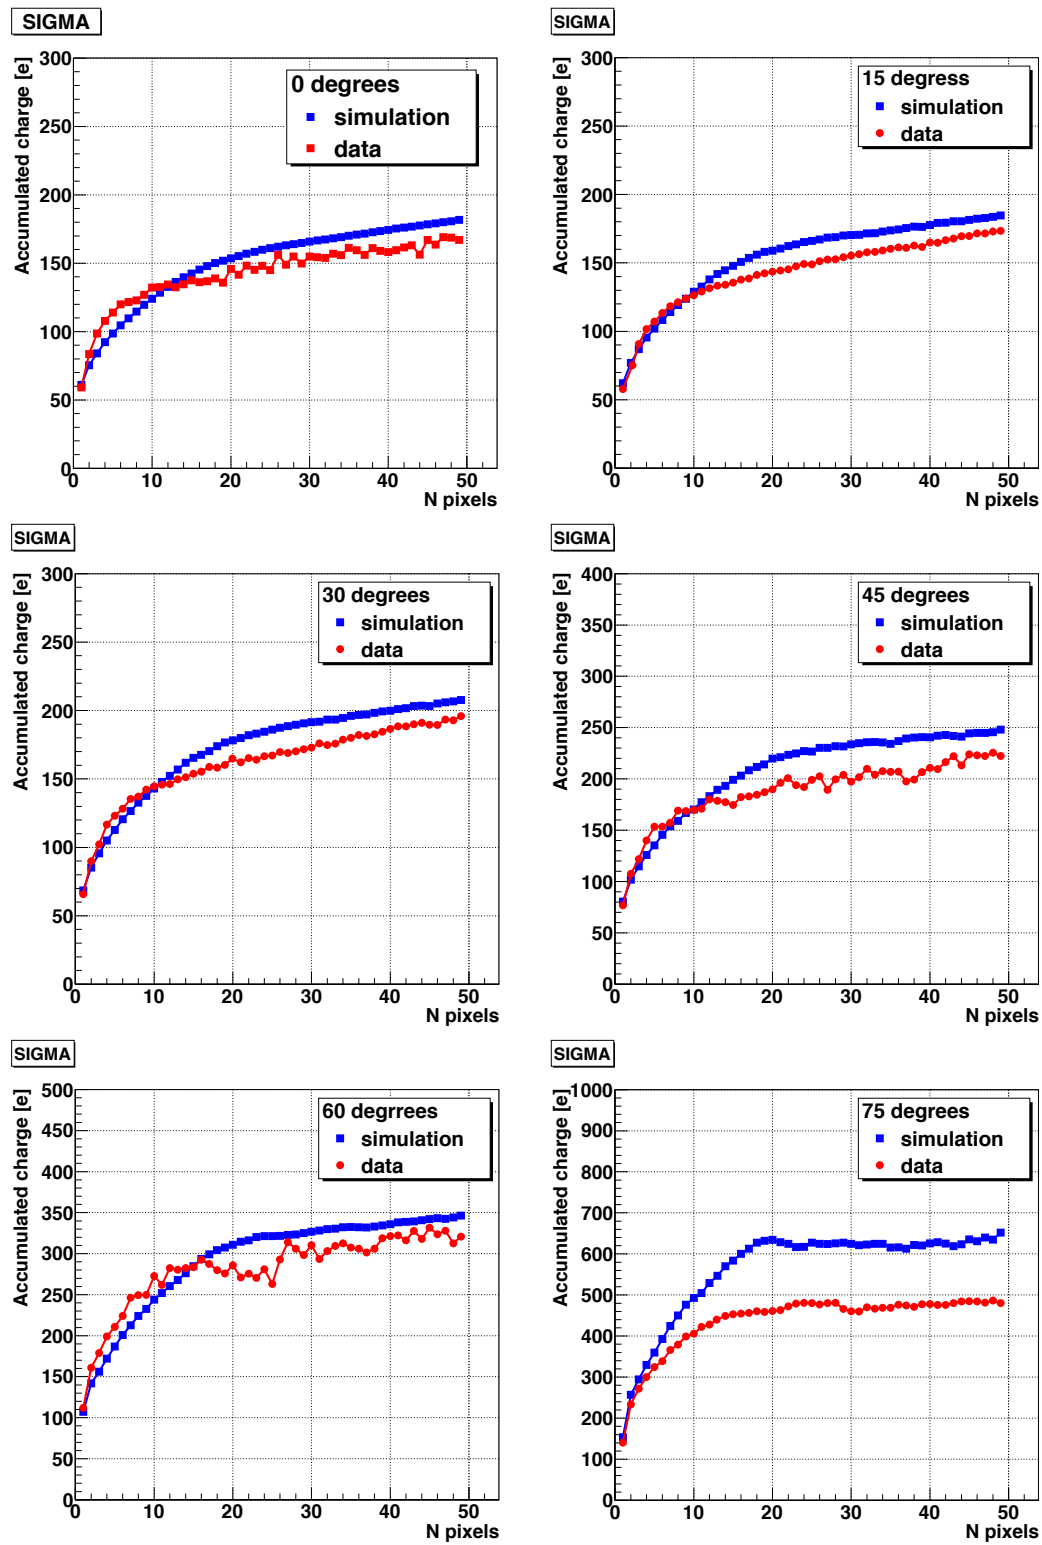 SIGMA
Accumulated charge [e]
300
250
200
150
100
50
0
0 degrees
simulation
data
0 10 20 30 40 50
N pixels
SIGMA
Accumulated charge [e]
300
250
200
150
100
50
0
15 degress
simulation
data
0 10 20 30 40 50
N pixels
SIGMA
Accumulated charge [e]
300
250
200
150
100
50
0
30 degrees
simulation
data
0 10 20 30 40 50
N pixels
SIGMA
Accumulated charge [e]
400
350
300
250
200
150
100
50
0
45 degrees
simulation
data
0 10 20 30 40 50
N pixels
SIGMA
Accumulated charge [e]
500
450
400
350
300
250
200
150
100
50
0
60 degrrees
simulation
data
0 10 20 30 40 50
N pixels
SIGMA
Accumulated charge [e]
1000
900
800
700
600
500
400
300
200
100
0
75 degrees
simulation
data
0 10 20 30 40 50
N pixels